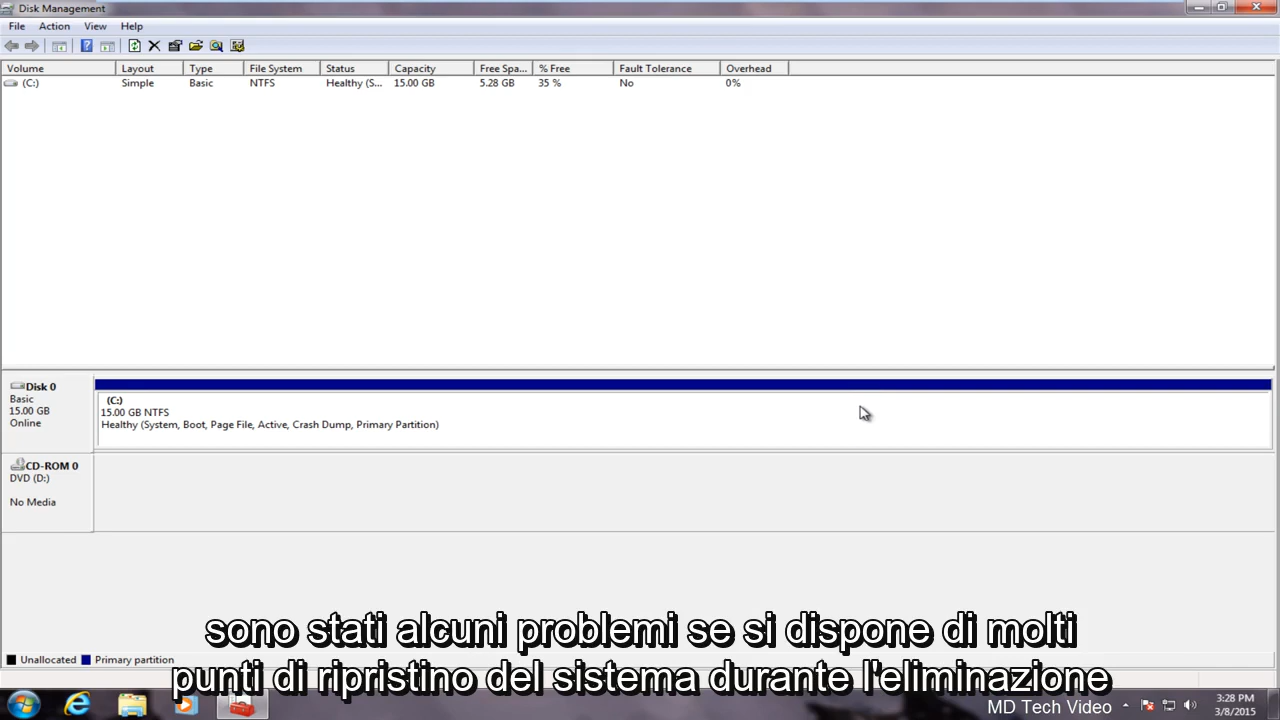 Disk Management
File Action View Help
Volume Layout Type File System Status Capacity Free Spa... % Free Fault Tolerance Overhead
(C:) Simple Basic NTFS Healthy (S... 15.00 GB 5.28 GB 35 % No 0%
Disk 0
Basic
15.00 GB
Online
(C:)
15.00 GB NTFS
Healthy (System, Boot, Page File, Active, Crash Dump, Primary Partition)
CD-ROM 0
DVD (D:)
No Media
sono stati alcuni problemi se si dispone di molti
punti di ripristino del sistema durante l'eliminazione
Unallocated Primary partition
MD Tech Video
3:28 PM
3/8/2015